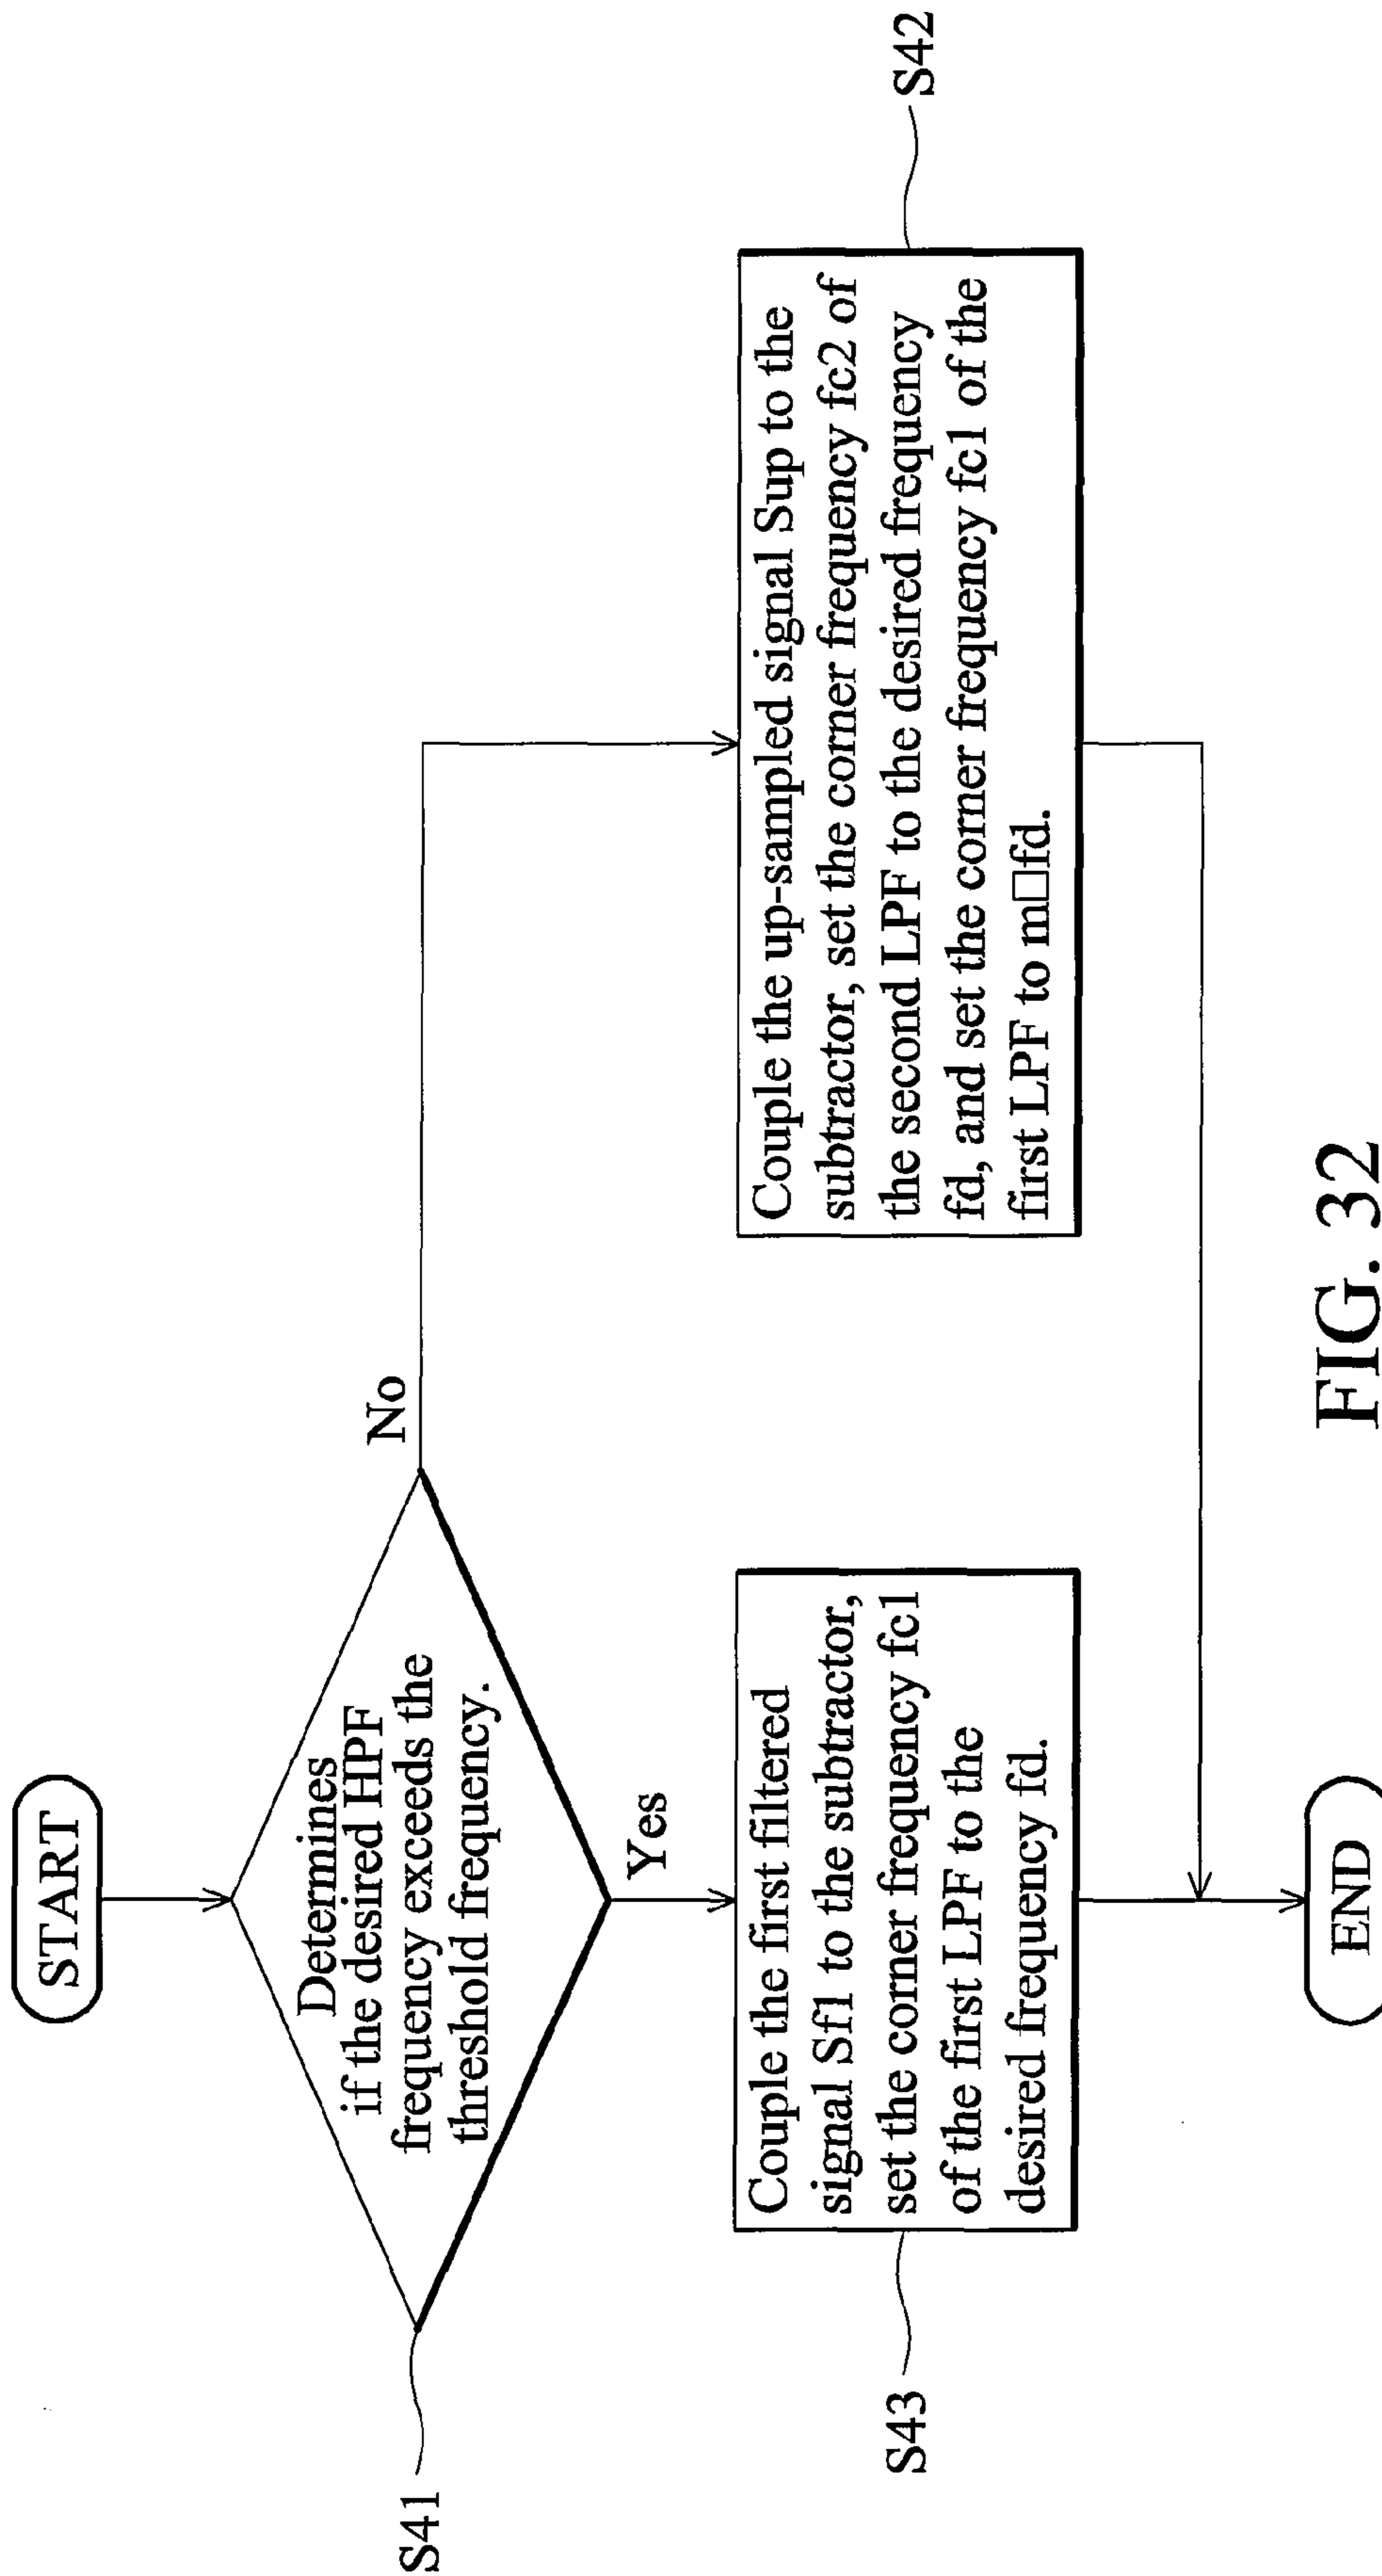 START
S41
Determines
if the desired HPF
frequency exceeds the
threshold frequency.
No
Yes
S43
Couple the first filtered
signal Sf1 to the subtractor,
set the corner frequency fc1
of the first LPF to the
desired frequency fd.
Couple the up-sampled signal Sup to the
subtractor, set the corner frequency fc2 of
the second LPF to the desired frequency
fd, and set the corner frequency fc1 of the
first LPF to m□fd.
S42
END
FIG. 32